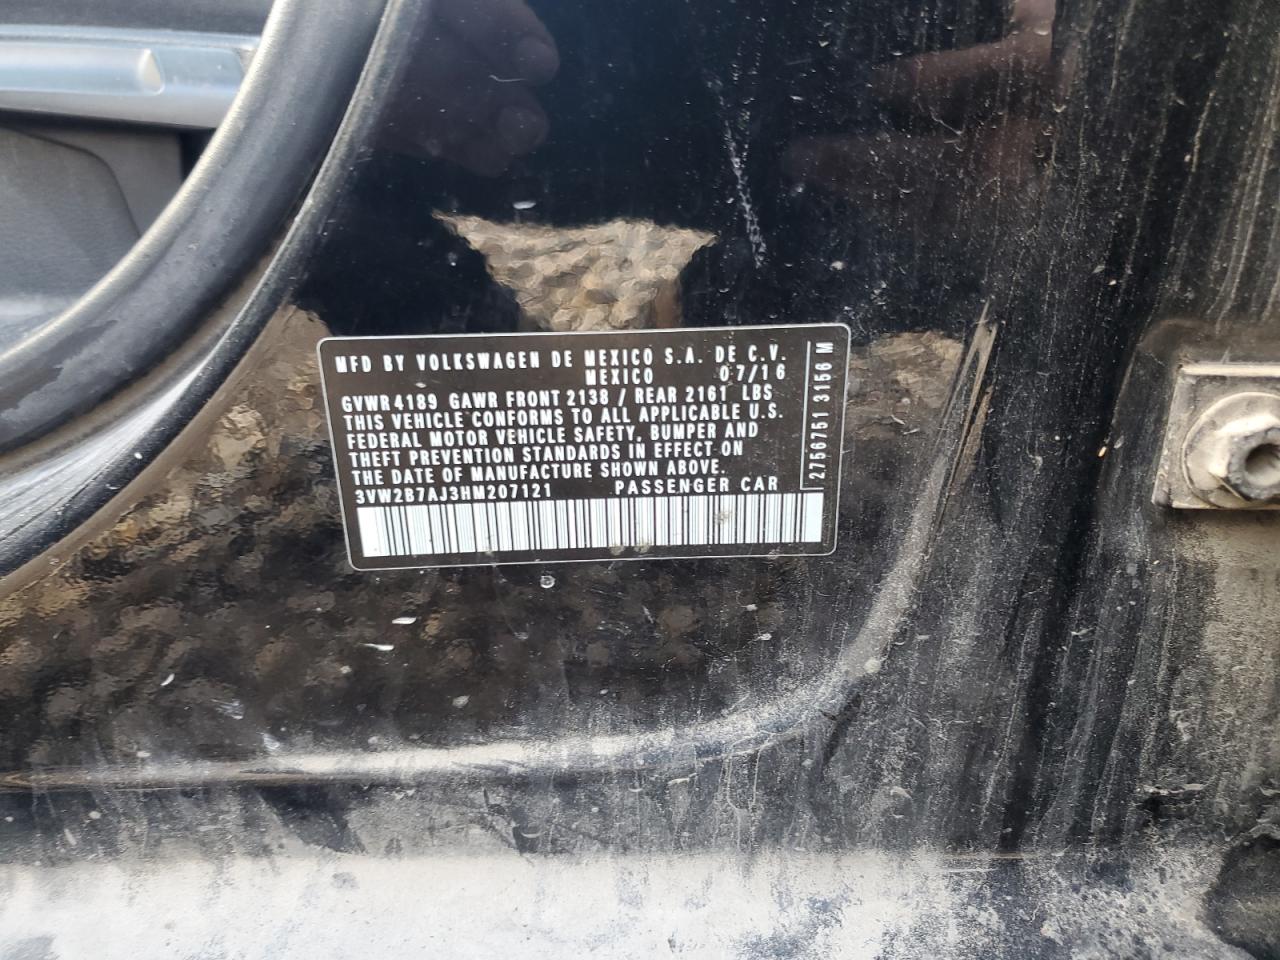 MFD BY VOLKSWAGEN DE MEXICO S.A. DE C.V.
MEXICO 07/16
GVWR 4189 GAWR FRONT 2138 / REAR 2161 LBS
THIS VEHICLE CONFORMS TO ALL APPLICABLE U.S.
FEDERAL MOTOR VEHICLE SAFETY, BUMPER AND
THEFT PREVENTION STANDARDS IN EFFECT ON
THE DATE OF MANUFACTURE SHOWN ABOVE.
3VW2B7AJ3HM207121 PASSENGER CAR
2756751 3156 M